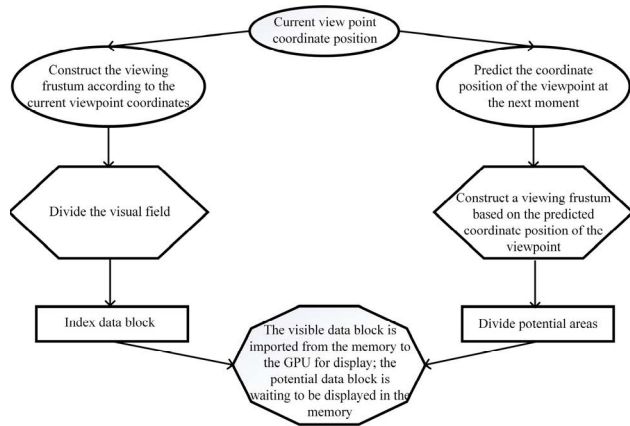 Current view point
coordinate position
Construct the viewing
frustum according to the
current viewpoint coordinates
Predict the coordinate
position of the viewpoint at
the next moment
Divide the visual field
Construct a viewing frustum
based on the predicted
coordinate position of the
viewpoint
Index data block
Divide potential areas
The visible data block is
imported from the memory to
the GPU for display; the
potential data block is
waiting to be displayed in the
memory